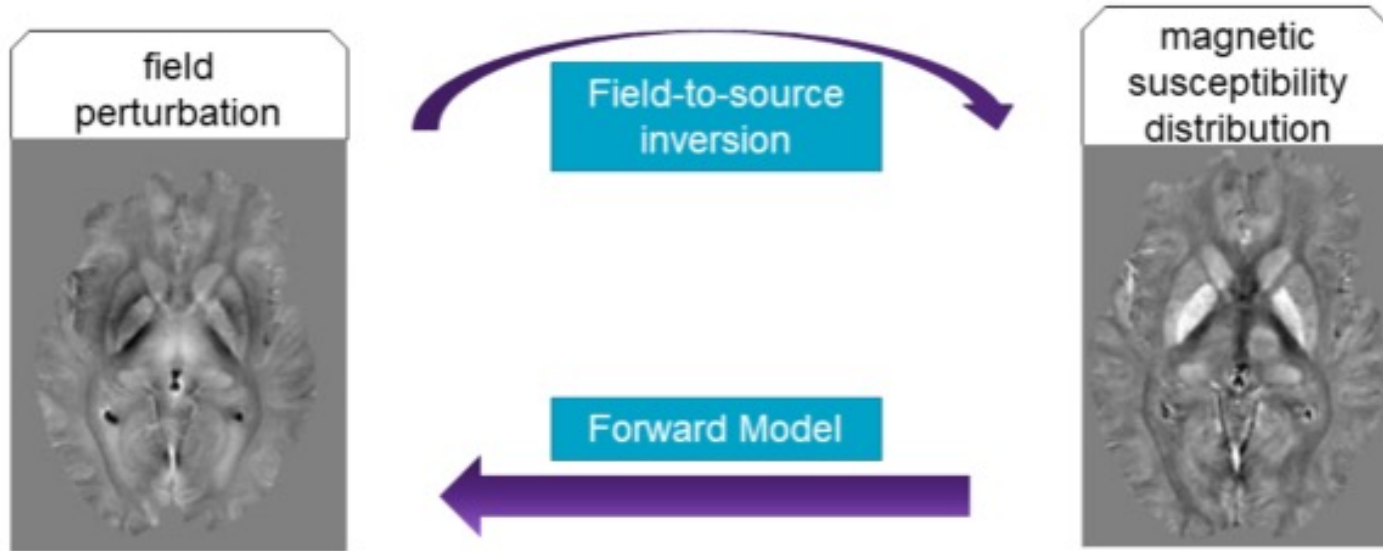 field
perturbation
Field-to-source
inversion
magnetic
susceptibility
distribution
Forward Model